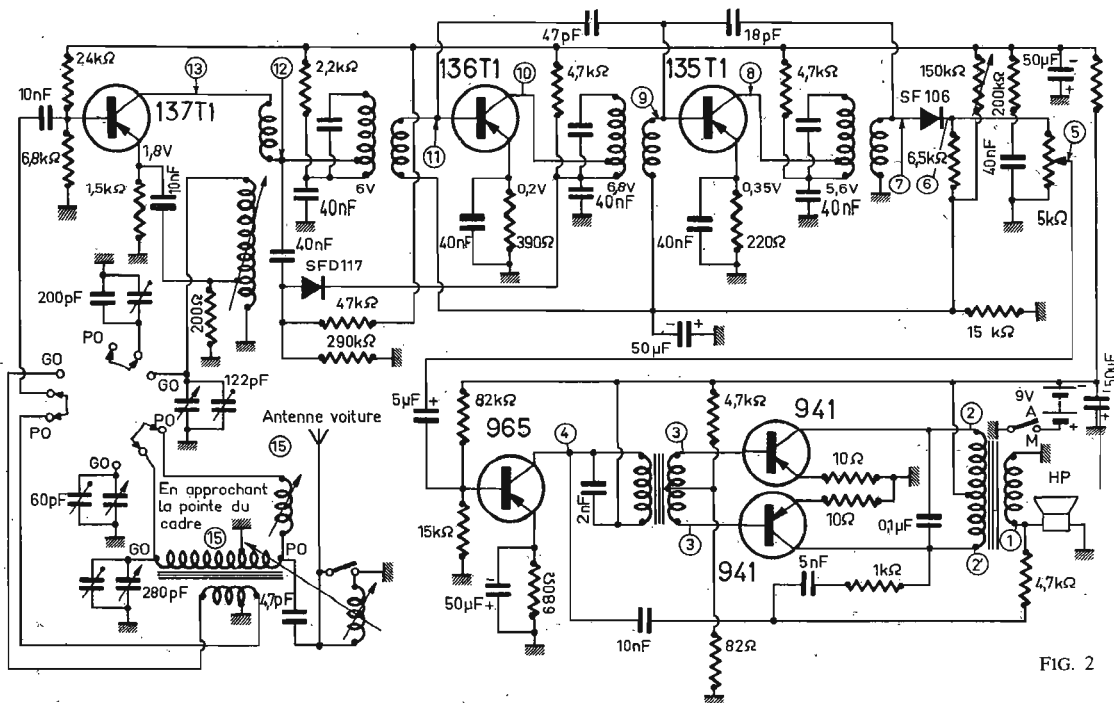 47pF
18pF
24kΩ
13
12
2,2kΩ
136T1
10
4,7kΩ
135T1
8
4,7kΩ
150kΩ
200kΩ
50µF
-
+
10nF
137T1
9
SF106
5
11
7
6
6,8kΩ
1,8V
6V
0,2V
6,8V
0,35V
5,6V
6,5kΩ
40nF
5kΩ
1,5kΩ
10nF
40nF
40nF
390Ω
40nF
40nF
220Ω
40nF
40nF
SFD117
200pF
200Ω
47kΩ
15 kΩ
PO
290kΩ
50µF
- +
GO
GO
122pF
5µF
+
82kΩ
4,7kΩ
9V
-
50µF
+
PO
PO
Antenne voiture
965
941
2
A
M
+
15
4
3
HP
GO
10Ω
60pF
En approchant
la pointe du
cadre
2nF
10Ω
0,1µF
15kΩ
3
1
GO
15
PO
941
2'
5nF
1kΩ
4,7kΩ
280pF
47pF
50µF
-
+
680Ω
10nF
82Ω
FIG. 2